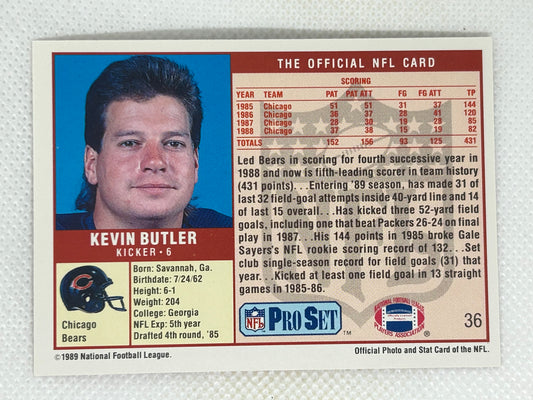 THE OFFICIAL NFL CARD
SCORING
YEAR TEAM PAT PAT ATT FG FG ATT TP
1985 Chicago 51 51 31 37 144
1986 Chicago 36 37 28 41 120
1987 Chicago 28 30 19 28 85
1988 Chicago 37 38 15 19 82
TOTALS 152 156 93 125 431
Led Bears in scoring for fourth successive year in
1988 and now is fifth-leading scorer in team history
(431 points)...Entering '89 season, has made 31 of
last 32 field-goal attempts inside 40-yard line and 14
of last 15 overall...Has kicked three 52-yard field
goals, including one that beat Packers 26-24 on final
play in 1987...His 144 points in 1985 broke Gale
Sayers's NFL rookie scoring record of 132...Set
club single-season record for field goals (31) that
year...Kicked at least one field goal in 13 straight
games in 1985-86.
KEVIN BUTLER
KICKER • 6
Chicago
Bears
Born: Savannah, Ga.
Birthdate: 7/24/62
Height: 6-1
Weight: 204
College: Georgia
NFL Exp: 5th year
Drafted 4th round, '85
NFL PRO SET ™
NATIONAL FOOTBALL LEAGUE
PLAYERS ASSOCIATION
36
©1989 National Football League.
Official Photo and Stat Card of the NFL.